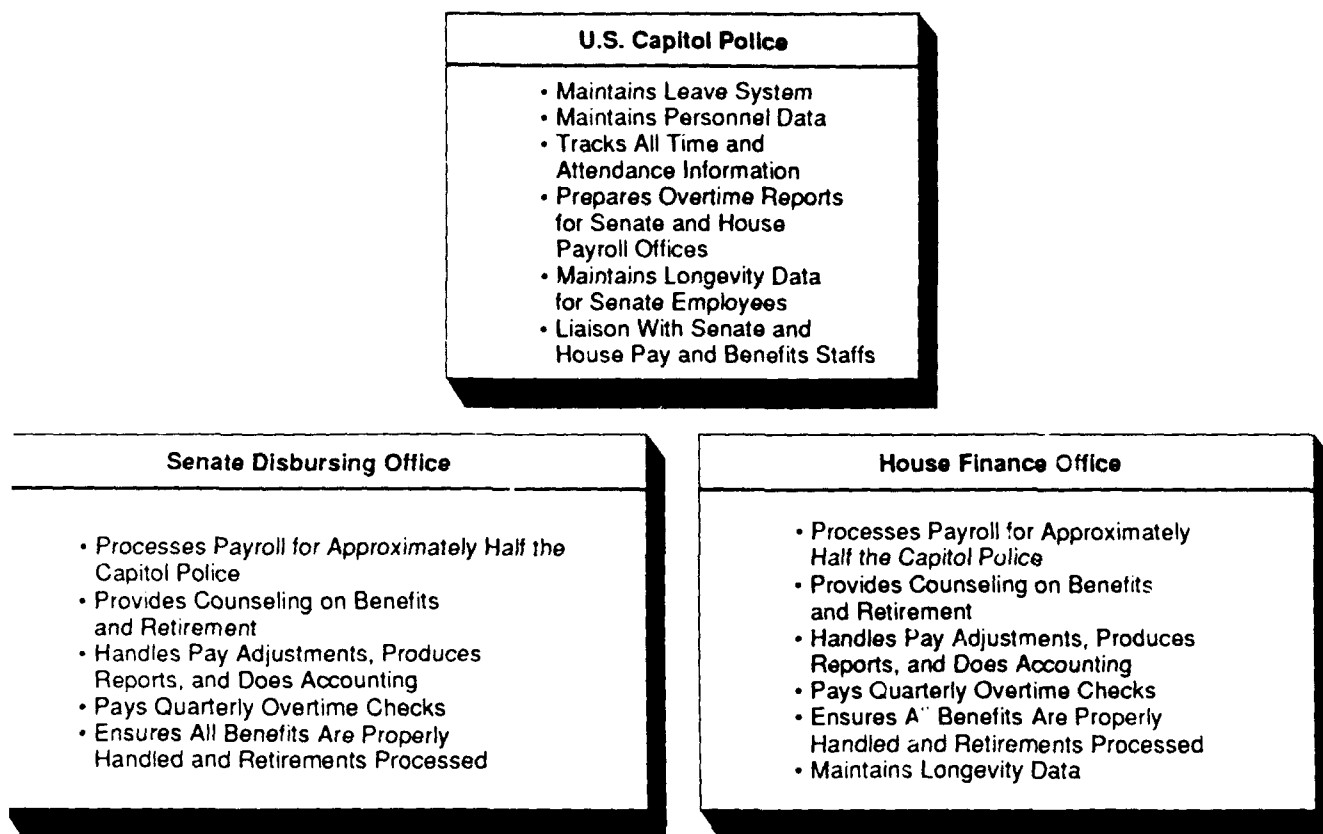 U.S. Capitol Police
• Maintains Leave System
• Maintains Personnel Data
• Tracks All Time and
Attendance Information
• Prepares Overtime Reports
for Senate and House
Payroll Offices
• Maintains Longevity Data
for Senate Employees
• Liaison With Senate and
House Pay and Benefits Staffs
Senate Disbursing Office
• Processes Payroll for Approximately Half the
Capitol Police
• Provides Counseling on Benefits
and Retirement
• Handles Pay Adjustments, Produces
Reports, and Does Accounting
• Pays Quarterly Overtime Checks
• Ensures All Benefits Are Properly
Handled and Retirements Processed
House Finance Office
• Processes Payroll for Approximately
Half the Capitol Police
• Provides Counseling on Benefits
and Retirement
• Handles Pay Adjustments, Produces
Reports, and Does Accounting
• Pays Quarterly Overtime Checks
• Ensures All Benefits Are Properly
Handled and Retirements Processed
• Maintains Longevity Data